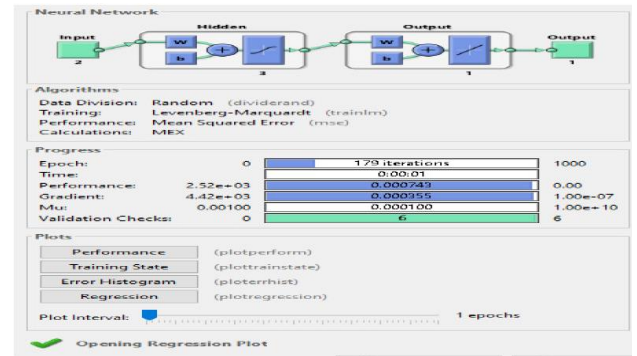 Neural Network
Hidden Output
Input W b + W b + Output
2 3 1 1
Algorithms
Data Division: Random (dividerand)
Training: Levenberg-Marquardt (trainlm)
Performance: Mean Squared Error (mse)
Calculations: MEX
Progress
Epoch: 0 179 iterations 1000
Time: 0:00:01
Performance: 2.52e+03 0.000743 0.00
Gradient: 4.42e+03 0.000355 1.00e-07
Mu: 0.00100 0.000100 1.00e+10
Validation Checks: 0 6 6
Plots
Performance (plotperform)
Training State (plottrainstate)
Error Histogram (ploterrhist)
Regression (plotregression)
Plot Interval: 1 epochs
Opening Regression Plot